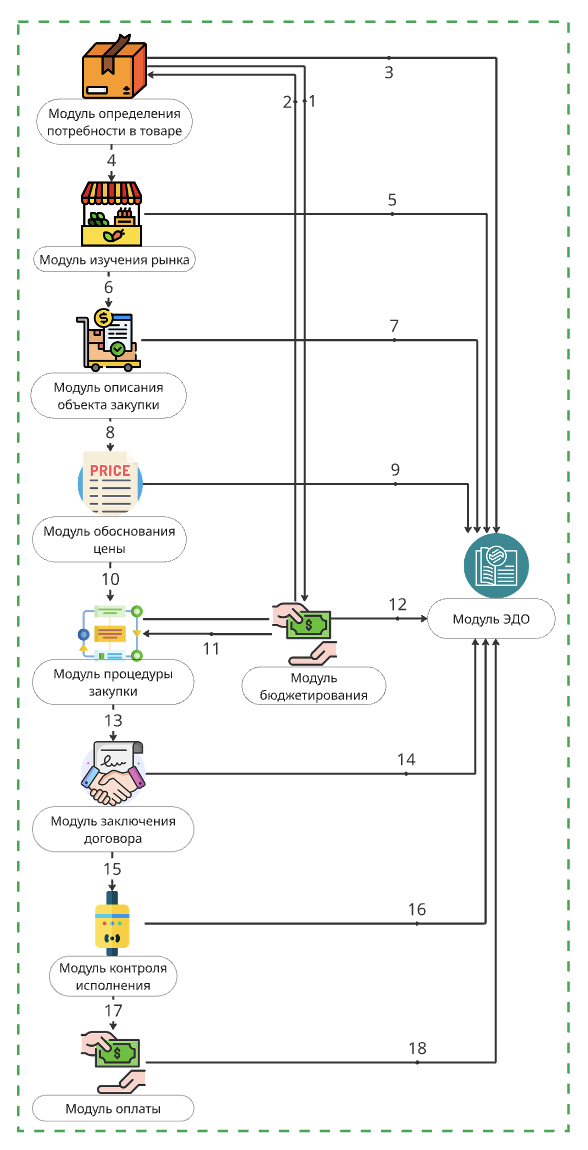 3
2
1
Модуль определения
потребности в товаре
4
5
Модуль изучения рынка
6
7
Модуль описания
объекта закупки
8
PRICE
9
Модуль обоснования
цены
10
12
$
Модуль ЭДО
11
Модуль процедуры
закупки
Модуль
бюджетирования
13
14
Модуль заключения
договора
15
16
Модуль контроля
исполнения
17
$
18
Модуль оплаты